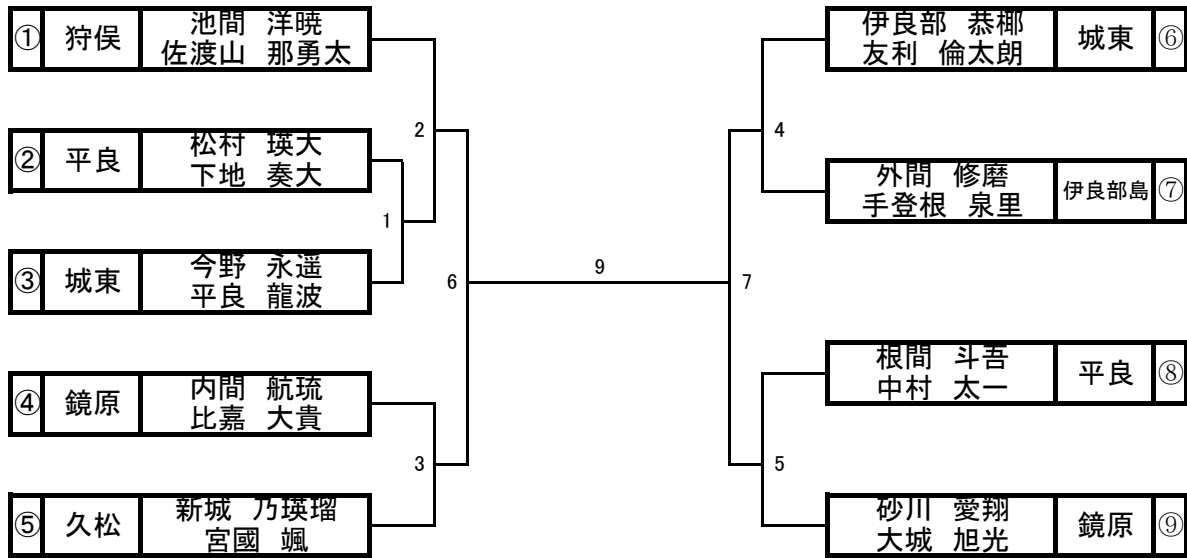 ① 狩俣 池間 洋暁
佐渡山 那勇太
② 平良 松村 瑛大
下地 奏大
③ 城東 今野 永遥
平良 龍波
④ 鏡原 内間 航琉
比嘉 大貴
⑤ 久松 新城 乃瑛瑠
宮國 颯
1
2
3
6
9
7
4
5
伊良部 恭椰 城東 ⑥
友利 倫太朗
外間 修磨 伊良部島 ⑦
手登根 泉里
根間 斗吾 平良 ⑧
中村 太一
砂川 愛翔 鏡原 ⑨
大城 旭光